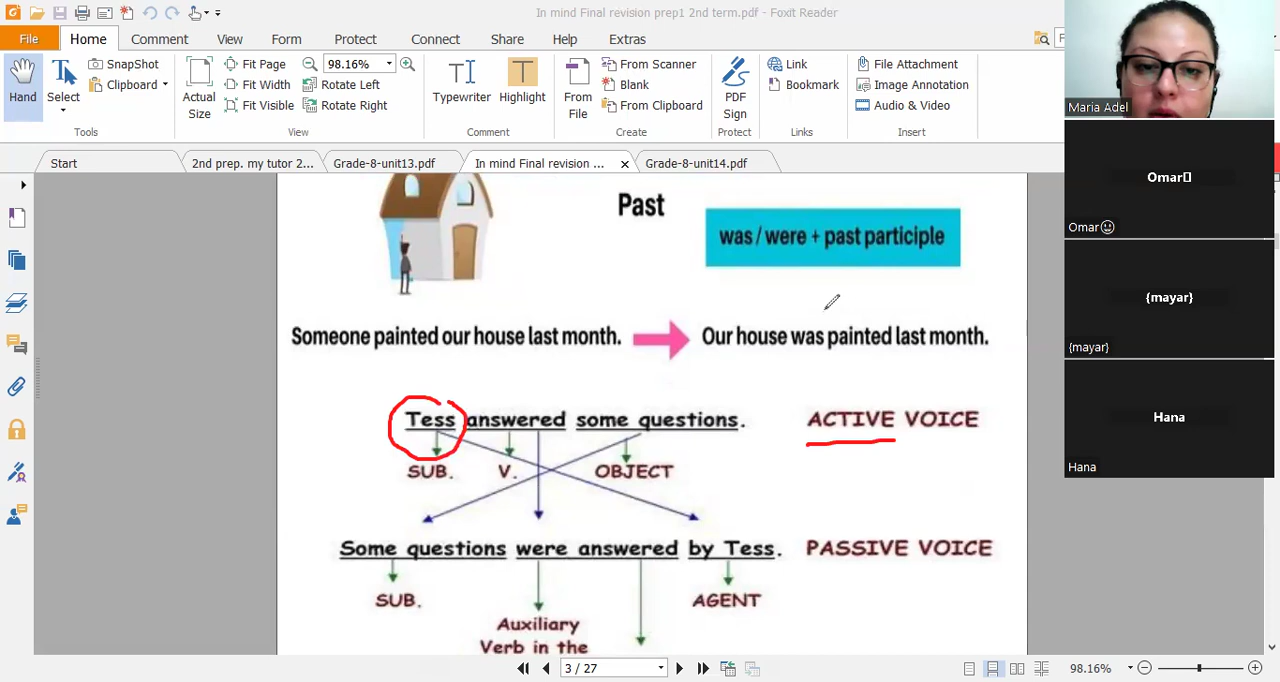 In mind Final revision prep1 2nd term.pdf - Foxit Reader
File Home Comment View Form Protect Connect Share Help Extras
Hand
Select
SnapShot
Clipboard
Tools
Actual Size
Fit Page
Fit Width
Fit Visible
98.16%
Rotate Left
Rotate Right
View
Typewriter
Highlight
Comment
From File
From Scanner
Blank
From Clipboard
Create
PDF Sign
Protect
Link
Bookmark
Links
File Attachment
Image Annotation
Audio & Video
Insert
Start
2nd prep. my tutor 2...
Grade-8-unit13.pdf
In mind Final revision ...
Grade-8-unit14.pdf
Past
was / were + past participle
Someone painted our house last month.
Our house was painted last month.
Tess answered some questions. ACTIVE VOICE
SUB. V. OBJECT
Some questions were answered by Tess. PASSIVE VOICE
SUB. AGENT
Auxiliary
Verb in the
3 / 27
98.16%
Maria Adel
Omar
Omar☺
{mayar}
{mayar}
Hana
Hana